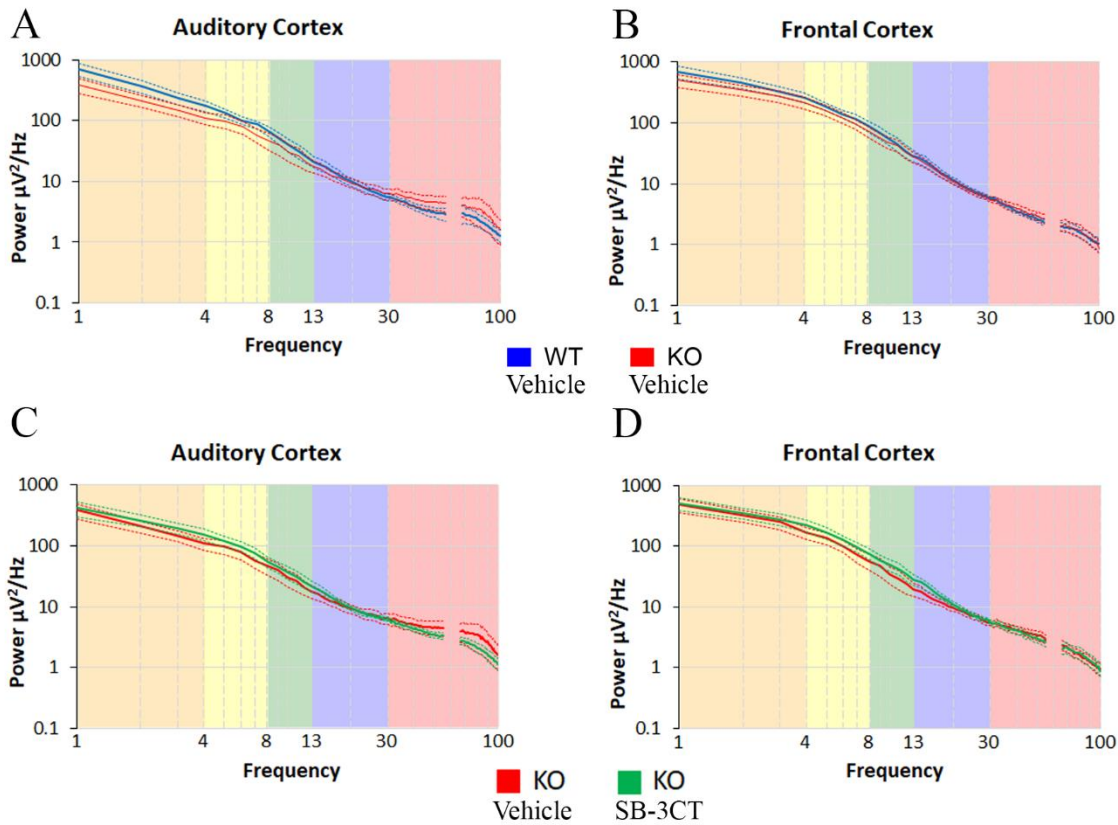 A
Auditory Cortex
Power µV²/Hz
1000
100
10
1
0.1
1 4 8 13 30 100
Frequency
B
Frontal Cortex
Power µV²/Hz
1000
100
10
1
0.1
1 4 8 13 30 100
Frequency
WT KO
Vehicle Vehicle
C
Auditory Cortex
Power µV²/Hz
1000
100
10
1
0.1
1 4 8 13 30 100
Frequency
D
Frontal Cortex
Power µV²/Hz
1000
100
10
1
0.1
1 4 8 13 30 100
Frequency
KO KO
Vehicle SB-3CT